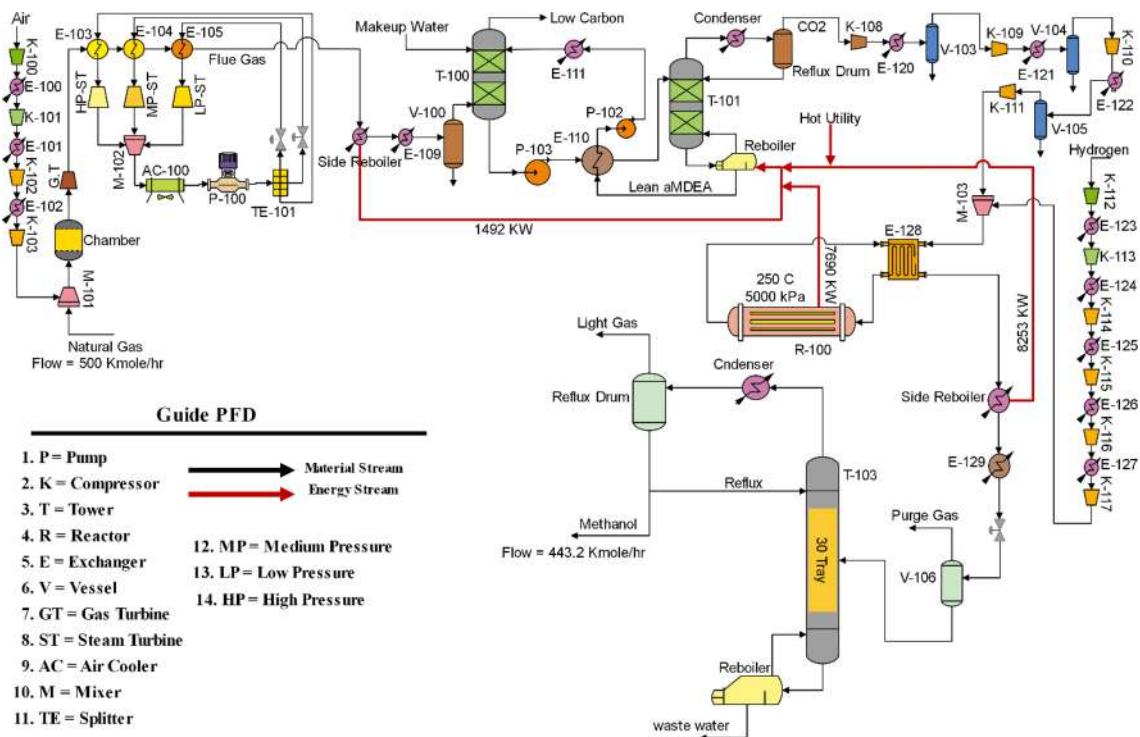 Air
K-100
E-100
K-101
E-101
K-102
E-102
K-103
E-103
E-104
E-105
HP-ST
MP-ST
LP-ST
Flue Gas
G.T
M-102
AC-100
P-100
TE-101
Chamber
M-101
Natural Gas
Flow = 500 Kmole/hr
Makeup Water
Low Carbon
T-100
E-111
V-100
Side Reboiler
E-109
P-103
E-110
P-102
Lean aMDEA
1492 KW
Condenser
CO2
Reflux Drum
T-101
Reboiler
Hot Utility
K-108
E-120
V-103
K-109
E-121
V-104
K-110
E-122
K-111
V-105
Hydrogen
K-112
E-123
K-113
E-124
K-114
E-125
K-115
E-126
K-116
E-127
K-117
M-103
E-128
7690 KW
250 C
5000 kPa
R-100
8253 KW
Side Reboiler
E-129
Purge Gas
V-106
Light Gas
Cndenser
Reflux Drum
T-103
Reflux
Methanol
Flow = 443.2 Kmole/hr
30 Tray
Reboiler
waste water
Guide PFD
1. P = Pump
2. K = Compressor
3. T = Tower
4. R = Reactor
5. E = Exchanger
6. V = Vessel
7. GT = Gas Turbine
8. ST = Steam Turbine
9. AC = Air Cooler
10. M = Mixer
11. TE = Splitter
Material Stream
Energy Stream
12. MP = Medium Pressure
13. LP = Low Pressure
14. HP = High Pressure